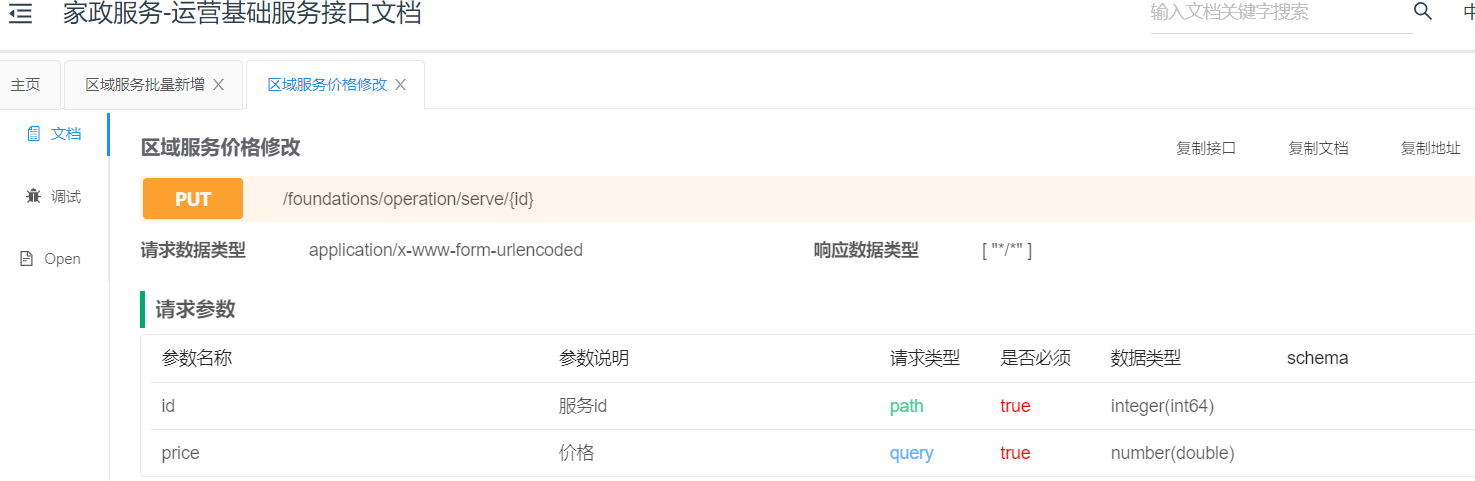 家政服务-运营基础服务接口文档
输入文档关键字搜索
主页 区域服务批量新增 区域服务价格修改
文档
调试
Open
区域服务价格修改 复制接口 复制文档 复制地址
PUT /foundations/operation/serve/{id}
请求数据类型 application/x-www-form-urlencoded 响应数据类型 [ "*/*" ]
请求参数
参数名称 参数说明 请求类型 是否必须 数据类型 schema
id 服务id path true integer(int64)
price 价格 query true number(double)